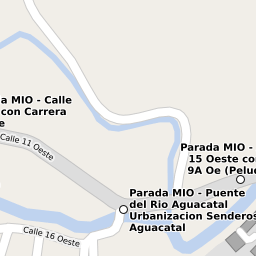 a MIO - Calle
con Carrera
e
Calle 11 Oeste
Parada MIO -
15 Oeste co
9A Oe (Pelu
Parada MIO - Puente
del Rio Aguacatal
Urbanizacion Senderos
Aguacatal
Calle 16 Oeste